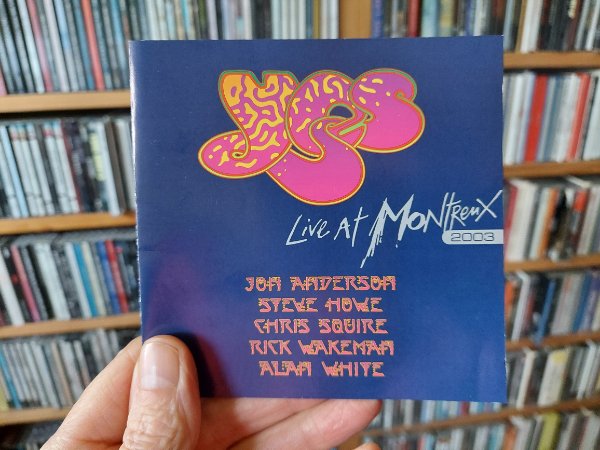 YES
Live At Montreux
2003
JON ANDERSON
STEVE HOWE
CHRIS SQUIRE
RICK WAKEMAN
ALAN WHITE